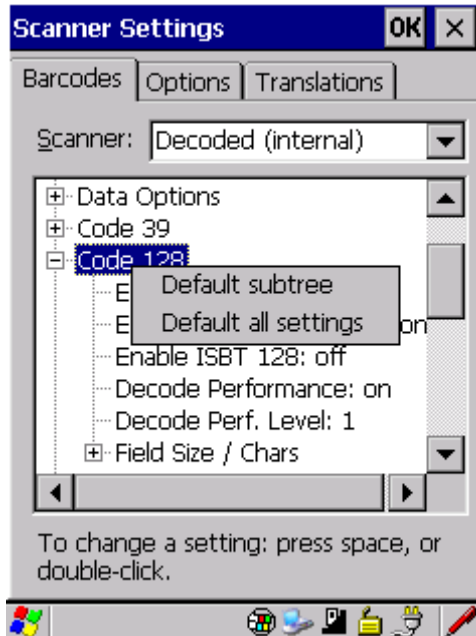 Scanner Settings OK
Barcodes Options Translations
Scanner: Decoded (internal)
Data Options
Code 39
Code 128
Default subtree
Default all settings
Enable ISBT 128: off
Decode Performance: on
Decode Perf. Level: 1
Field Size / Chars
To change a setting: press space, or
double-click.